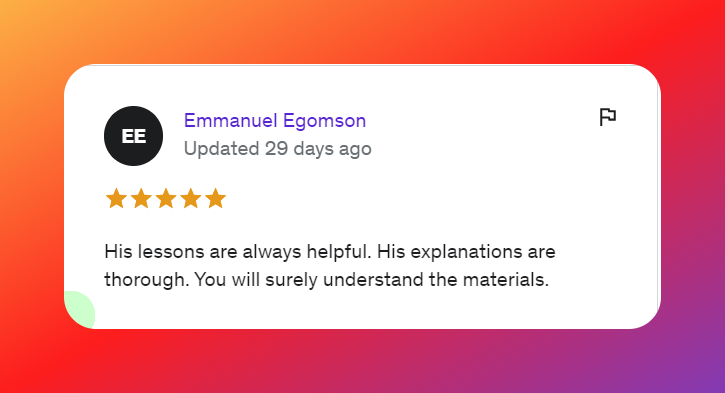 EE
Emmanuel Egomson
Updated 29 days ago
His lessons are always helpful. His explanations are
thorough. You will surely understand the materials.